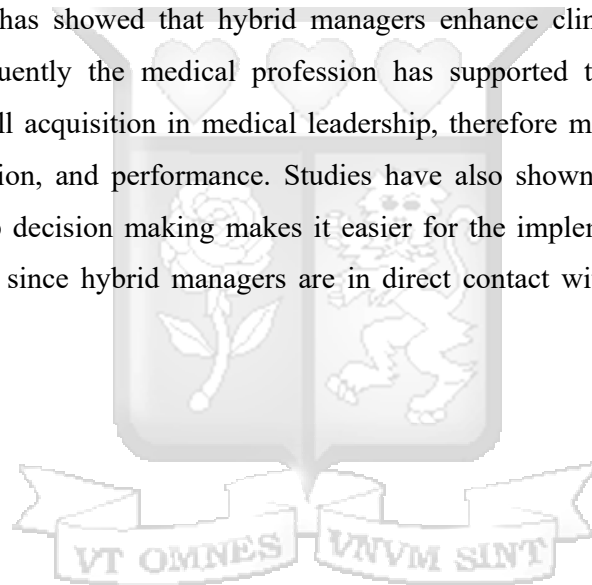 has showed that hybrid managers enhance clin
uently the medical profession has supported t
ll acquisition in medical leadership, therefore m
ion, and performance. Studies have also shown
o decision making makes it easier for the impler
since hybrid managers are in direct contact wit
VT OMNES VNVM SINT